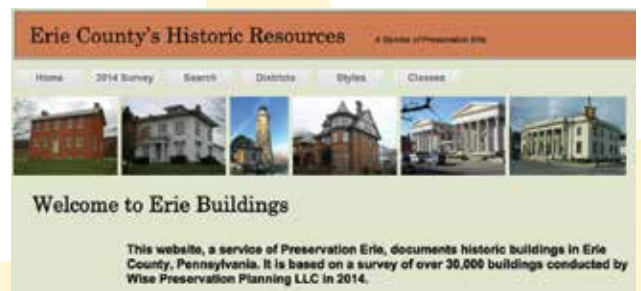 Erie County's Historic Resources
A Service of Preservation Erie
Home 2014 Survey Search Districts Styles Classes
Welcome to Erie Buildings
This website, a service of Preservation Erie, documents historic buildings in Erie
County, Pennsylvania. It is based on a survey of over 30,000 buildings conducted by
Wise Preservation Planning LLC in 2014.